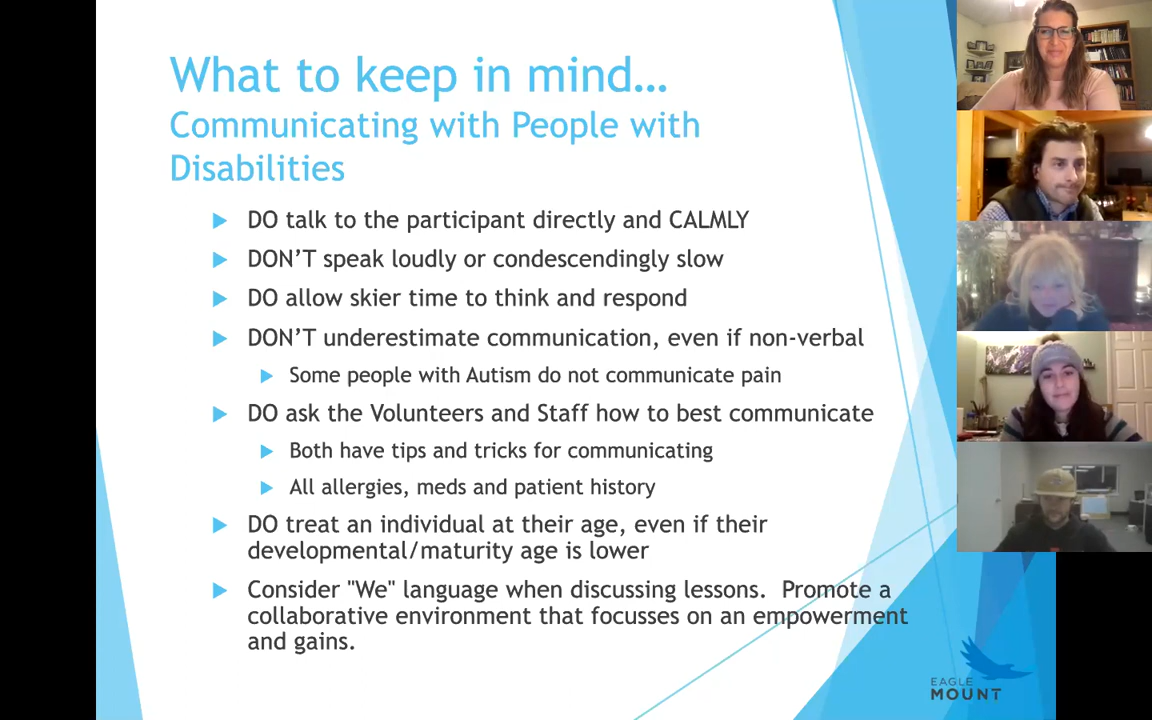 What to keep in mind…
Communicating with People with
Disabilities
DO talk to the participant directly and CALMLY
DON’T speak loudly or condescendingly slow
DO allow skier time to think and respond
DON’T underestimate communication, even if non-verbal
Some people with Autism do not communicate pain
DO ask the Volunteers and Staff how to best communicate
Both have tips and tricks for communicating
All allergies, meds and patient history
DO treat an individual at their age, even if their
developmental/maturity age is lower
Consider "We" language when discussing lessons.  Promote a
collaborative environment that focusses on an empowerment
and gains.
EAGLE
MOUNT